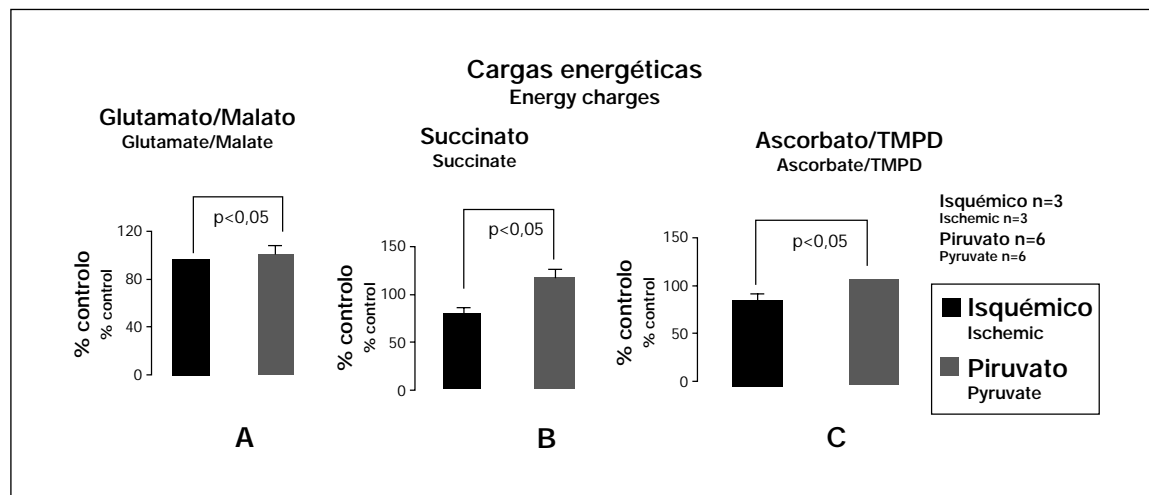 Cargas energéticas
Energy charges
Glutamato/Malato
Glutamate/Malate
p<0,05
120
80
40
0
% controlo
% control
A
Succinato
Succinate
p<0,05
150
100
50
0
% controlo
% control
B
Ascorbato/TMPD
Ascorbate/TMPD
p<0,05
150
100
50
0
% controlo
% control
C
Isquémico n=3
Ischemic n=3
Piruvato n=6
Pyruvate n=6
Isquémico
Ischemic
Piruvato
Pyruvate